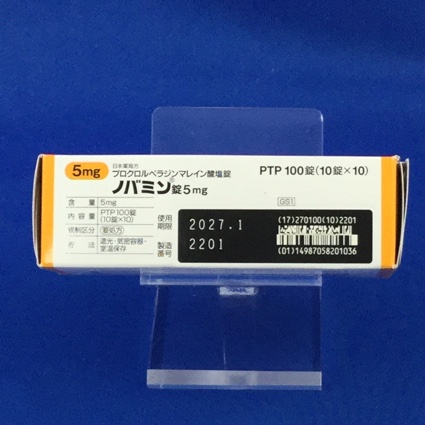 5mg
日本薬局方
プロクロルペラジンマレイン酸塩錠
ノバミン®錠5mg
PTP 100錠(10錠×10)
含 量 5mg
内容量 PTP100錠
(10錠×10)
規制区分 要処方
貯法 遮光・気密容器・
室温保存
使用
期限
2027.1
製造
番号
2201
GS1
(17)270100(10)2201
(01)14987058201036